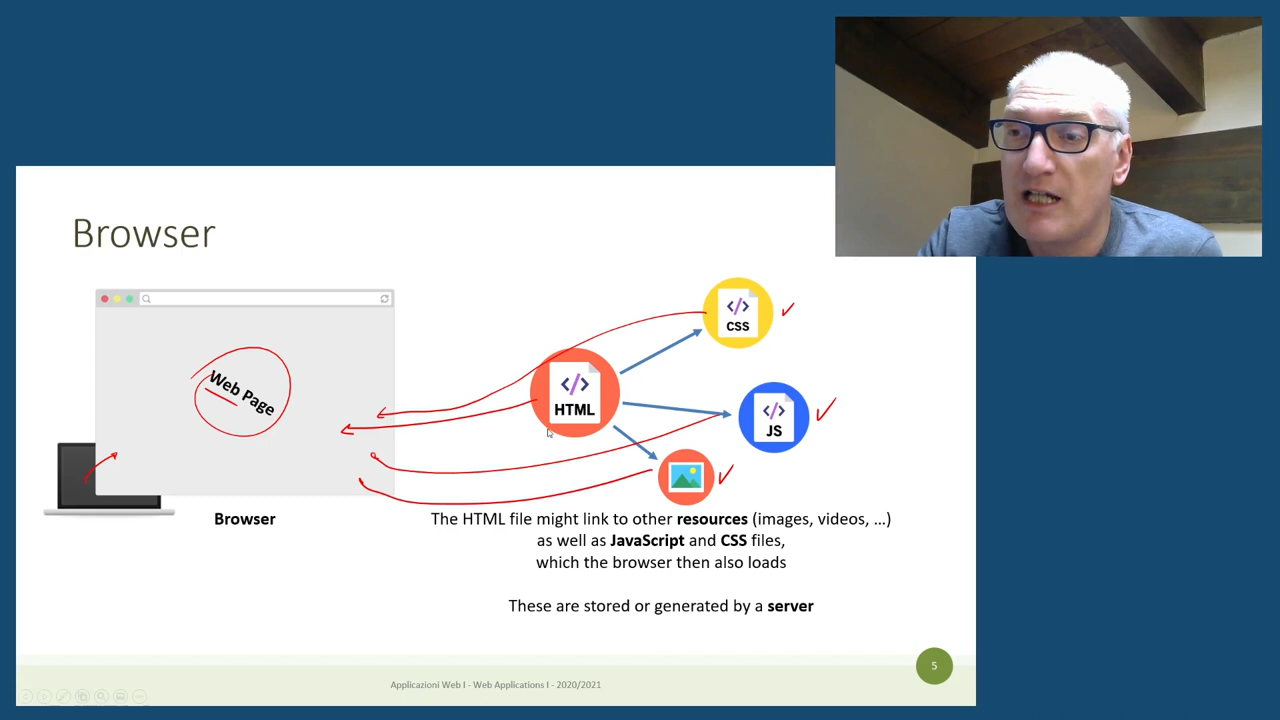 Browser
Web Page
</>
CSS
</>
HTML
</>
JS
Browser
The HTML file might link to other resources (images, videos, …)
as well as JavaScript and CSS files,
which the browser then also loads
These are stored or generated by a server
5
Applicazioni Web I - Web Applications I - 2020/2021